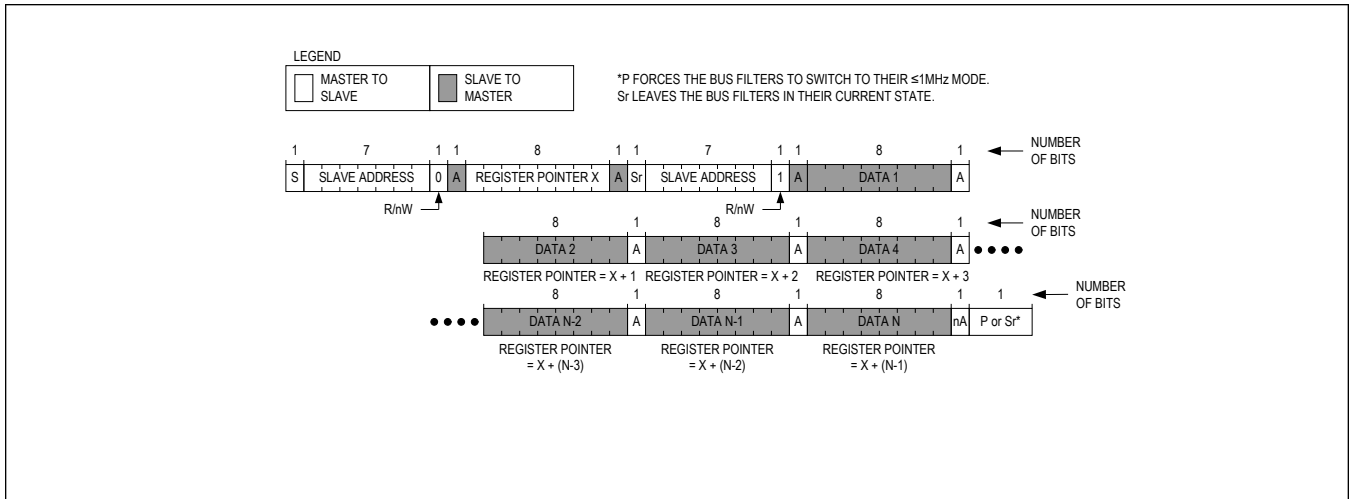 LEGEND
MASTER TO SLAVE
SLAVE TO MASTER
*P FORCES THE BUS FILTERS TO SWITCH TO THEIR ≤1MHz MODE.
Sr LEAVES THE BUS FILTERS IN THEIR CURRENT STATE.
1 7 1 1 8 1 1 7 1 1 8 1 NUMBER OF BITS
S SLAVE ADDRESS 0 A REGISTER POINTER X A Sr SLAVE ADDRESS 1 A DATA 1 A
R/nW R/nW
8 1 8 1 8 1 NUMBER OF BITS
DATA 2 A DATA 3 A DATA 4 A
REGISTER POINTER = X + 1 REGISTER POINTER = X + 2 REGISTER POINTER = X + 3
8 1 8 1 8 1 1 NUMBER OF BITS
DATA N-2 A DATA N-1 A DATA N nA P or Sr*
REGISTER POINTER = X + (N-3)
REGISTER POINTER = X + (N-2)
REGISTER POINTER = X + (N-1)